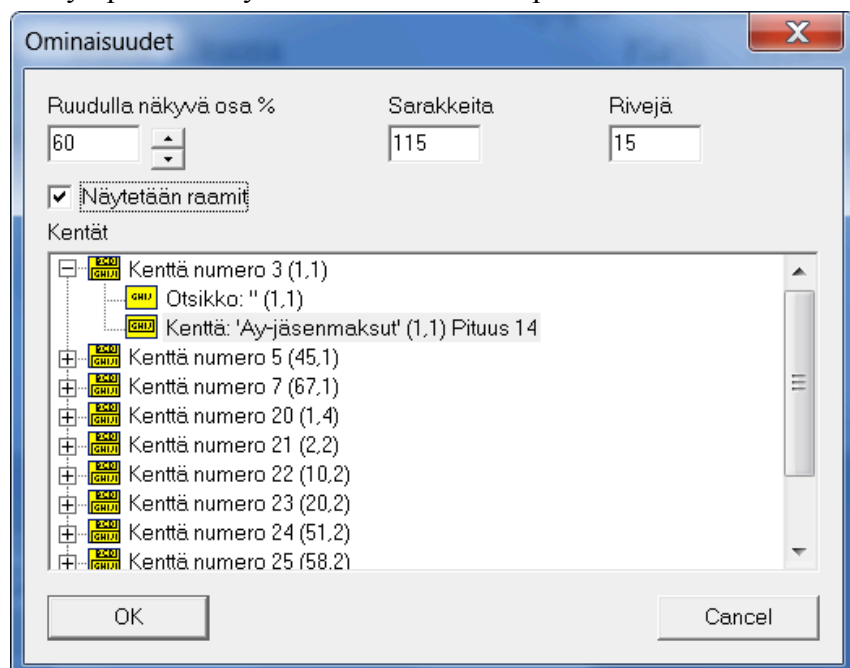 Ominaisuudet
Ruudulla näkyvä osa % Sarakkeita Rivejä
60 115 15
Näytetään raamit
Kentät
Kenttä numero 3 (1,1)
Otsikko: '' (1,1)
Kenttä: 'Ay-jäsenmaksut' (1,1) Pituus 14
Kenttä numero 5 (45,1)
Kenttä numero 7 (67,1)
Kenttä numero 20 (1,4)
Kenttä numero 21 (2,2)
Kenttä numero 22 (10,2)
Kenttä numero 23 (20,2)
Kenttä numero 24 (51,2)
Kenttä numero 25 (58,2)
OK Cancel